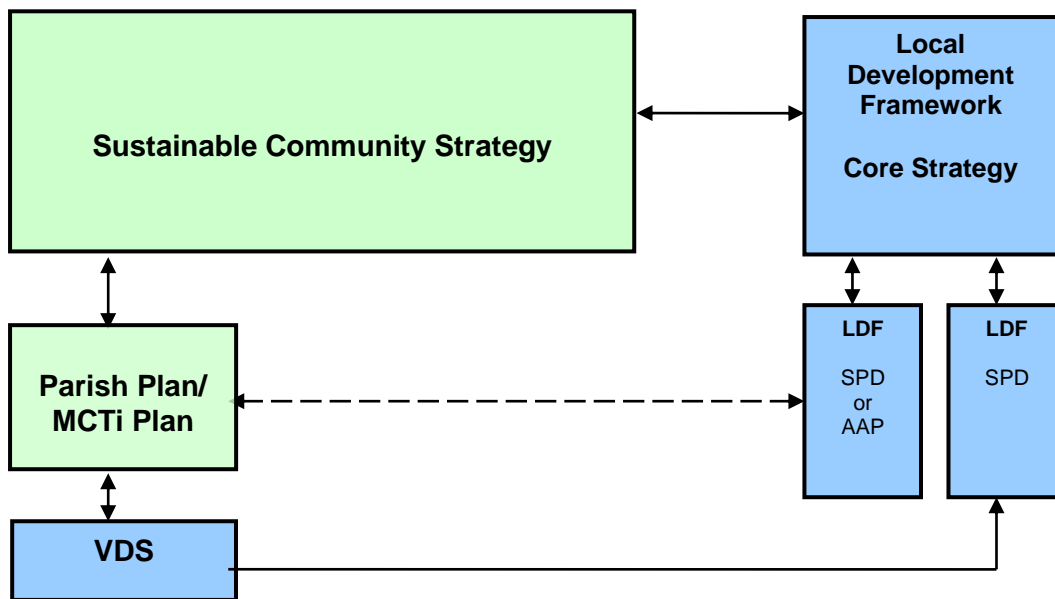 Sustainable Community Strategy
Local
Development
Framework
Core Strategy
Parish Plan/
MCTi Plan
LDF
SPD
or
AAP
LDF
SPD
VDS